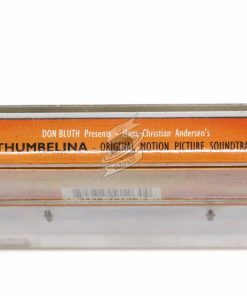 DON BLUTH Presents Hans Christian Andersen's
THUMBELINA - ORIGINAL MOTION PICTURE SOUNDTRA